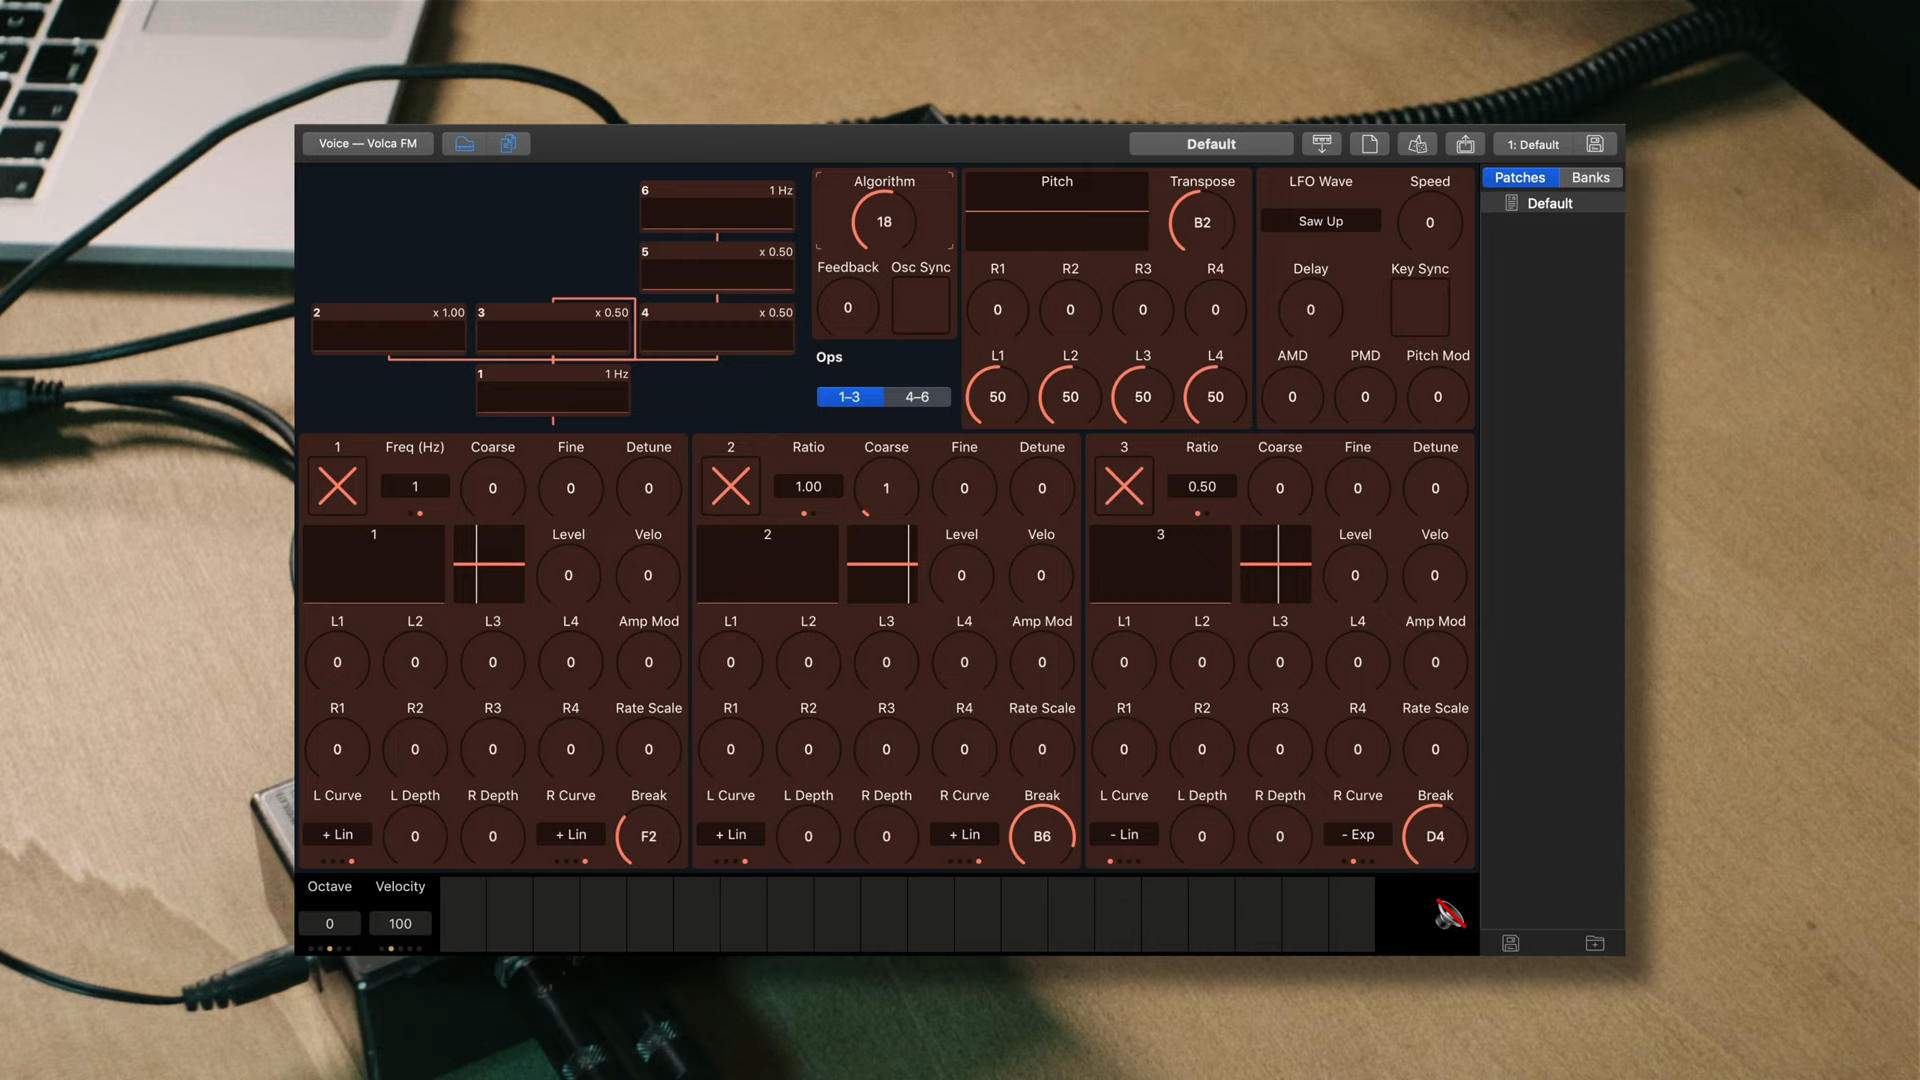 Voice — Volca FM
Default
1: Default
Patches
Banks
Default
6 1 Hz
5 x 0.50
2 x 1.00
3 x 0.50
4 x 0.50
1 1 Hz
Algorithm
18
Feedback Osc Sync
0
Ops
1–3 4–6
Pitch Transpose
B2
R1 R2 R3 R4
0 0 0 0
L1 L2 L3 L4
50 50 50 50
LFO Wave Speed
Saw Up 0
Delay Key Sync
0
AMD PMD Pitch Mod
0 0 0
1 Freq (Hz) Coarse Fine Detune
1 0 0 0
1 Level Velo
0 0
L1 L2 L3 L4 Amp Mod
0 0 0 0 0
R1 R2 R3 R4 Rate Scale
0 0 0 0 0
L Curve L Depth R Depth R Curve Break
+ Lin 0 0 + Lin F2
2 Ratio Coarse Fine Detune
1.00 1 0 0
2 Level Velo
0 0
L1 L2 L3 L4 Amp Mod
0 0 0 0 0
R1 R2 R3 R4 Rate Scale
0 0 0 0 0
L Curve L Depth R Depth R Curve Break
+ Lin 0 0 + Lin B6
3 Ratio Coarse Fine Detune
0.50 0 0 0
3 Level Velo
0 0
L1 L2 L3 L4 Amp Mod
0 0 0 0 0
R1 R2 R3 R4 Rate Scale
0 0 0 0 0
L Curve L Depth R Depth R Curve Break
- Lin 0 0 - Exp D4
Octave Velocity
0 100